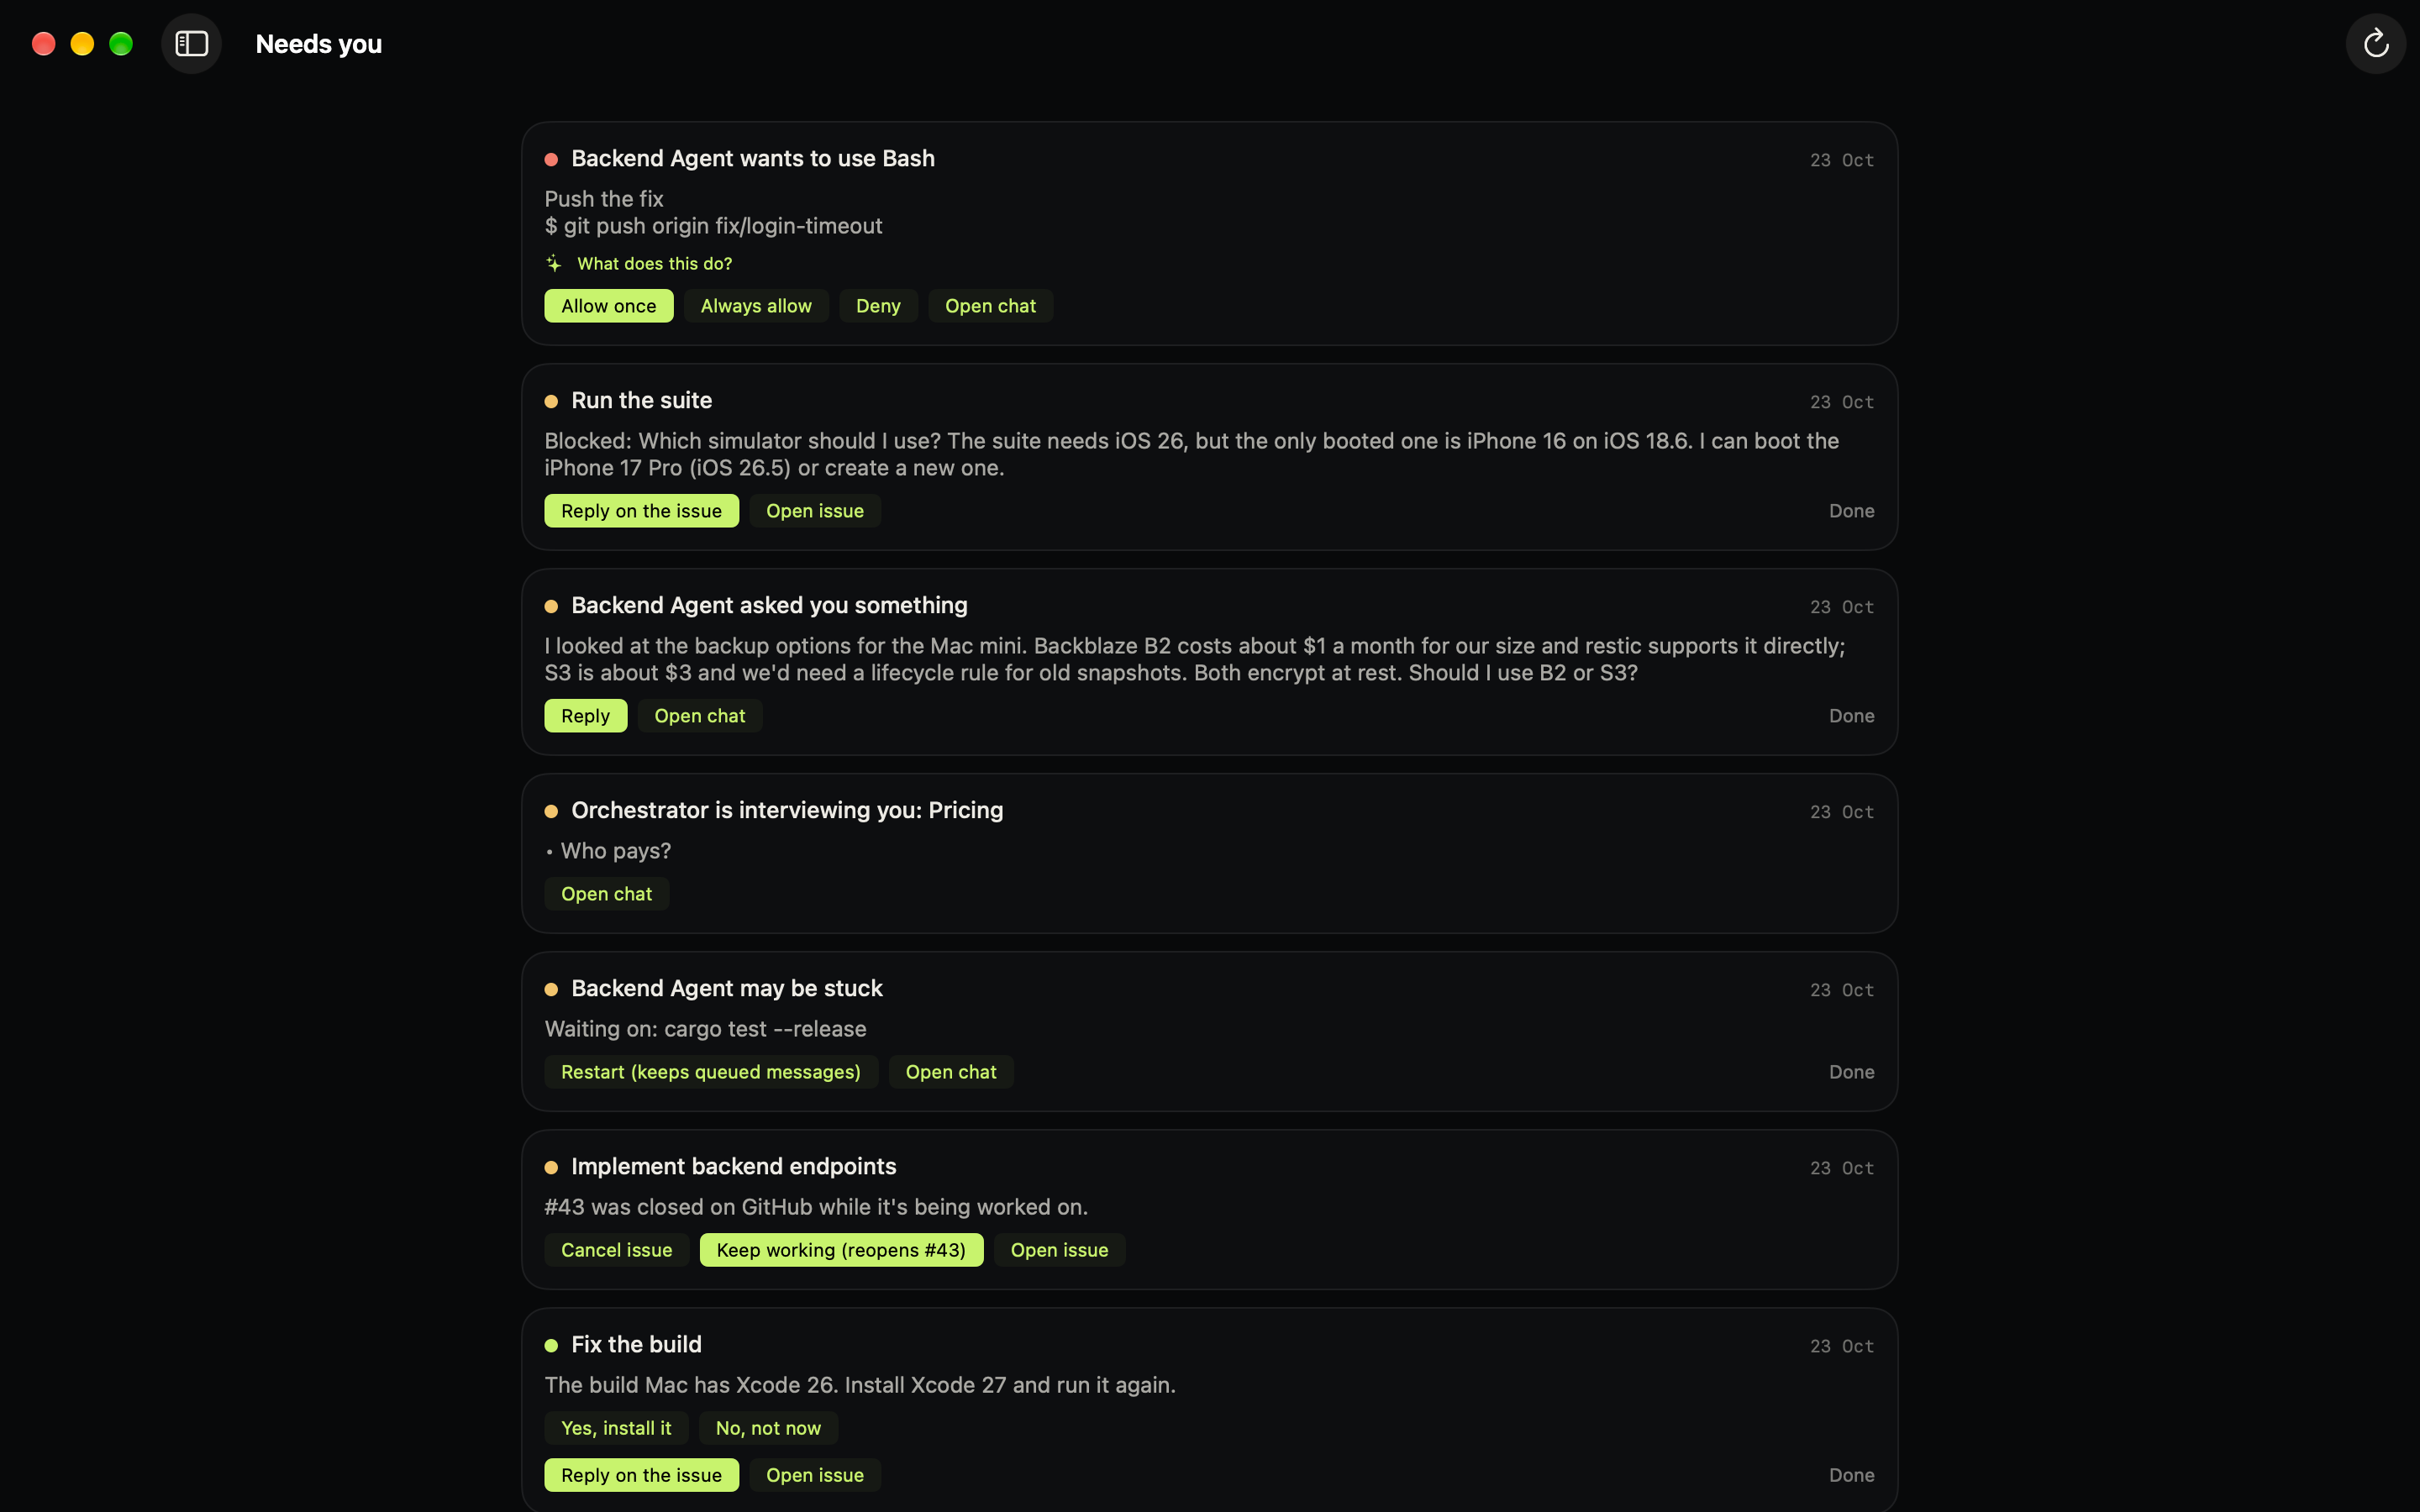 Needs you
Backend Agent wants to use Bash
23 Oct
Push the fix
$ git push origin fix/login-timeout
What does this do?
Allow once
Always allow
Deny
Open chat
Run the suite
23 Oct
Blocked: Which simulator should I use? The suite needs iOS 26, but the only booted one is iPhone 16 on iOS 18.6. I can boot the
iPhone 17 Pro (iOS 26.5) or create a new one.
Reply on the issue
Open issue
Done
Backend Agent asked you something
23 Oct
I looked at the backup options for the Mac mini. Backblaze B2 costs about $1 a month for our size and restic supports it directly;
S3 is about $3 and we'd need a lifecycle rule for old snapshots. Both encrypt at rest. Should I use B2 or S3?
Reply
Open chat
Done
Orchestrator is interviewing you: Pricing
23 Oct
• Who pays?
Open chat
Backend Agent may be stuck
23 Oct
Waiting on: cargo test --release
Restart (keeps queued messages)
Open chat
Done
Implement backend endpoints
23 Oct
#43 was closed on GitHub while it's being worked on.
Cancel issue
Keep working (reopens #43)
Open issue
Fix the build
23 Oct
The build Mac has Xcode 26. Install Xcode 27 and run it again.
Yes, install it
No, not now
Reply on the issue
Open issue
Done